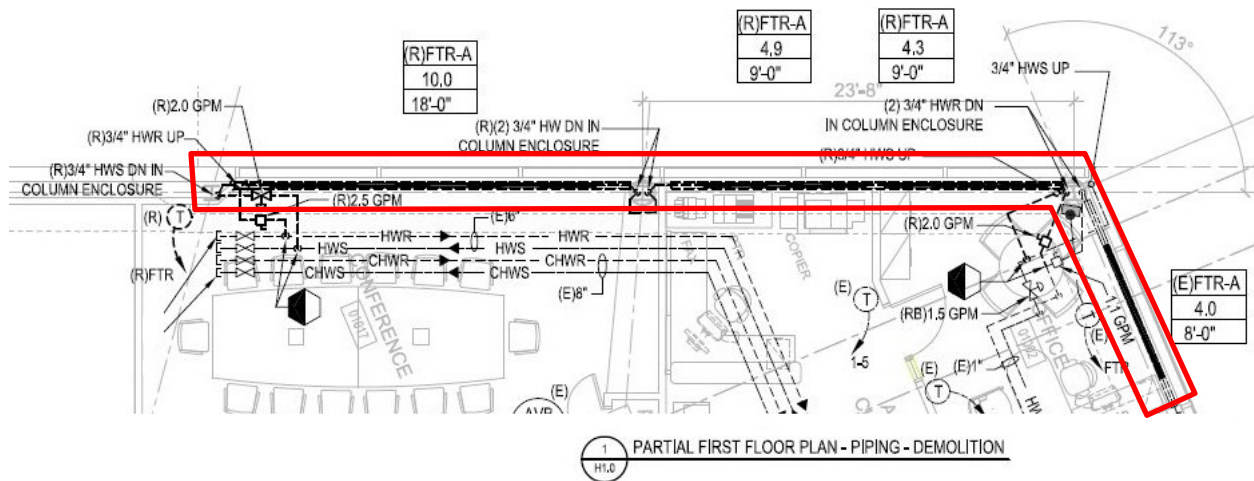 (R)FTR-A
10.0
18'-0"
(R)FTR-A
4.9
9'-0"
(R)FTR-A
4.3
9'-0"
113°
3/4" HWS UP
23'-8"
(R)2.0 GPM
(R)(2) 3/4" HW DN IN
COLUMN ENCLOSURE
(2) 3/4" HWR DN
IN COLUMN ENCLOSURE
(R)3/4" HWR UP
(R)3/4" HWS UP
(R)3/4" HWS DN IN
COLUMN ENCLOSURE
(R)2.5 GPM
(R)
T
(E)6"
HWR
HWR
HWS
HWS
CHWR
CHWR
CHWS
CHWS
(E)8"
(R)FTR
FAX
COPIER
(R)2.0 GPM
(E)
T
(RB)1.5 GPM
1.1 GPM
(E)FTR-A
4.0
8'-0"
CONFERENCE
01617
OFFICE
T
(E)
FTR
1-5
(E)1"
(E)
T
(E)
1
H1.0
PARTIAL FIRST FLOOR PLAN - PIPING - DEMOLITION